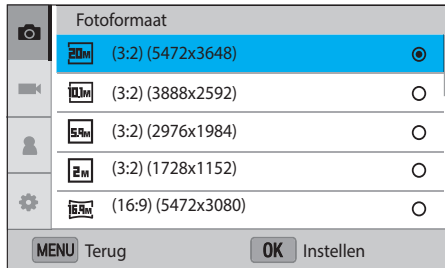 Fotoformaat
20M (3:2) (5472x3648)
10.1M (3:2) (3888x2592)
5.9M (3:2) (2976x1984)
2M (3:2) (1728x1152)
16.9M (16:9) (5472x3080)
MENU Terug OK Instellen